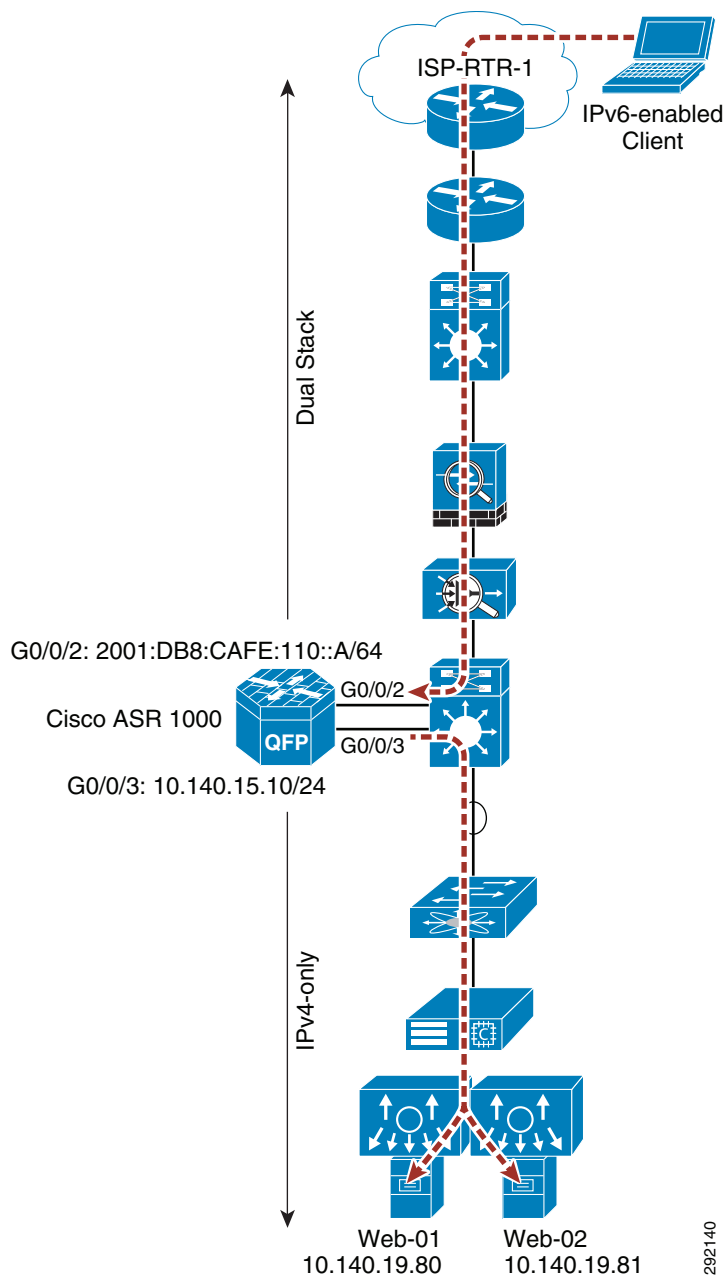 ISP-RTR-1
IPv6-enabled
Client
Dual Stack
G0/0/2: 2001:DB8:CAFE:110::A/64
G0/0/2
Cisco ASR 1000
QFP
G0/0/3
G0/0/3: 10.140.15.10/24
IPv4-only
C
Web-01
10.140.19.80
Web-02
10.140.19.81
292140